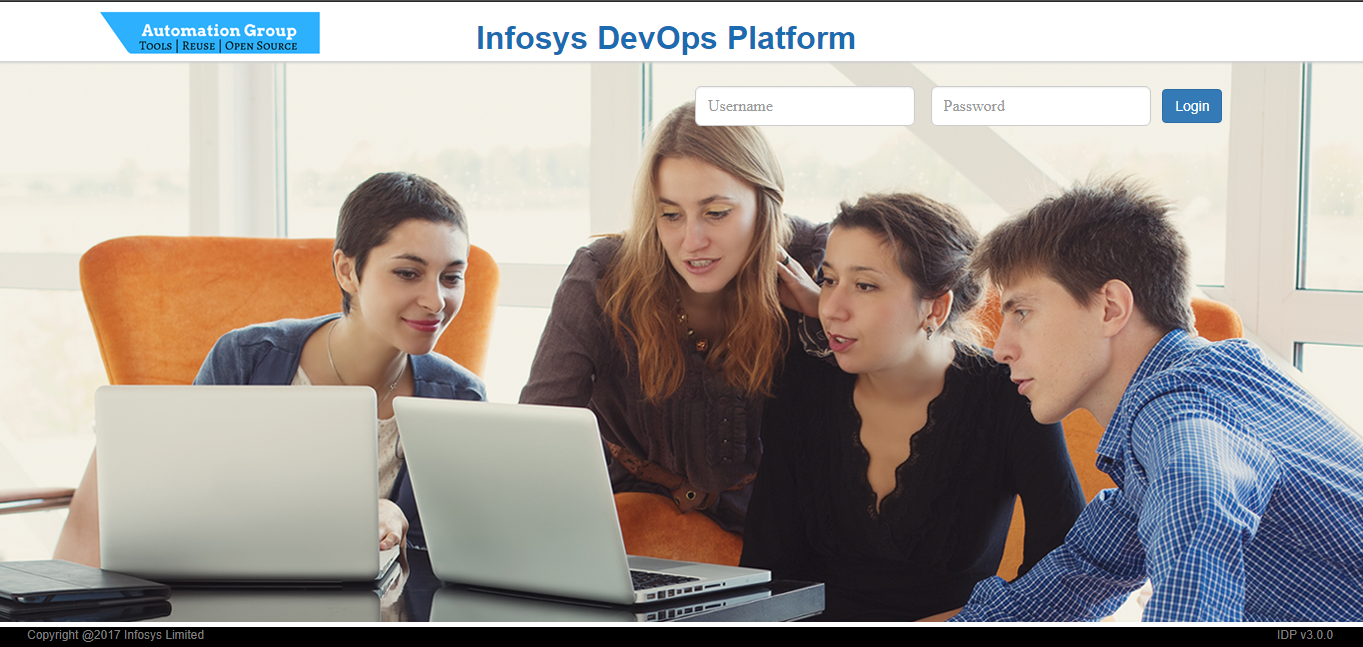 Automation Group
Tools | Reuse | Open Source
Infosys DevOps Platform
Username
Password
Login
Copyright @2017 Infosys Limited
IDP v3.0.0